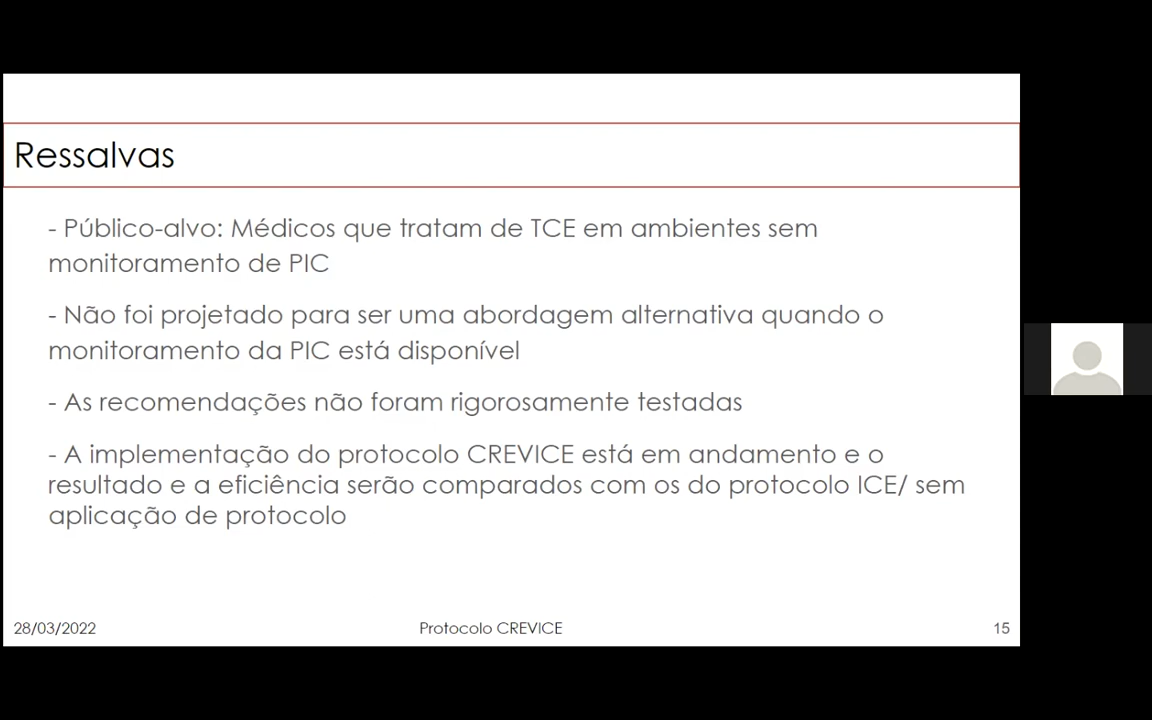 Ressalvas
- Público-alvo: Médicos que tratam de TCE em ambientes sem
monitoramento de PIC
- Não foi projetado para ser uma abordagem alternativa quando o
monitoramento da PIC está disponível
- As recomendações não foram rigorosamente testadas
- A implementação do protocolo CREVICE está em andamento e o
resultado e a eficiência serão comparados com os do protocolo ICE/ sem
aplicação de protocolo
28/03/2022
Protocolo CREVICE
15